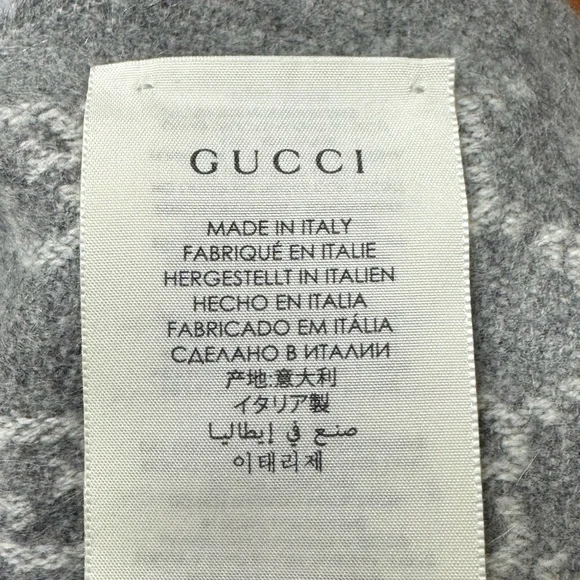 GUCCI
MADE IN ITALY
FABRIQUÉ EN ITALIE
HERGESTELLT IN ITALIEN
HECHO EN ITALIA
FABRICADO EM ITÁLIA
СДЕЛАНО В ИТАЛИИ
产地:意大利
イタリア製
صنع في إيطاليا
이태리제